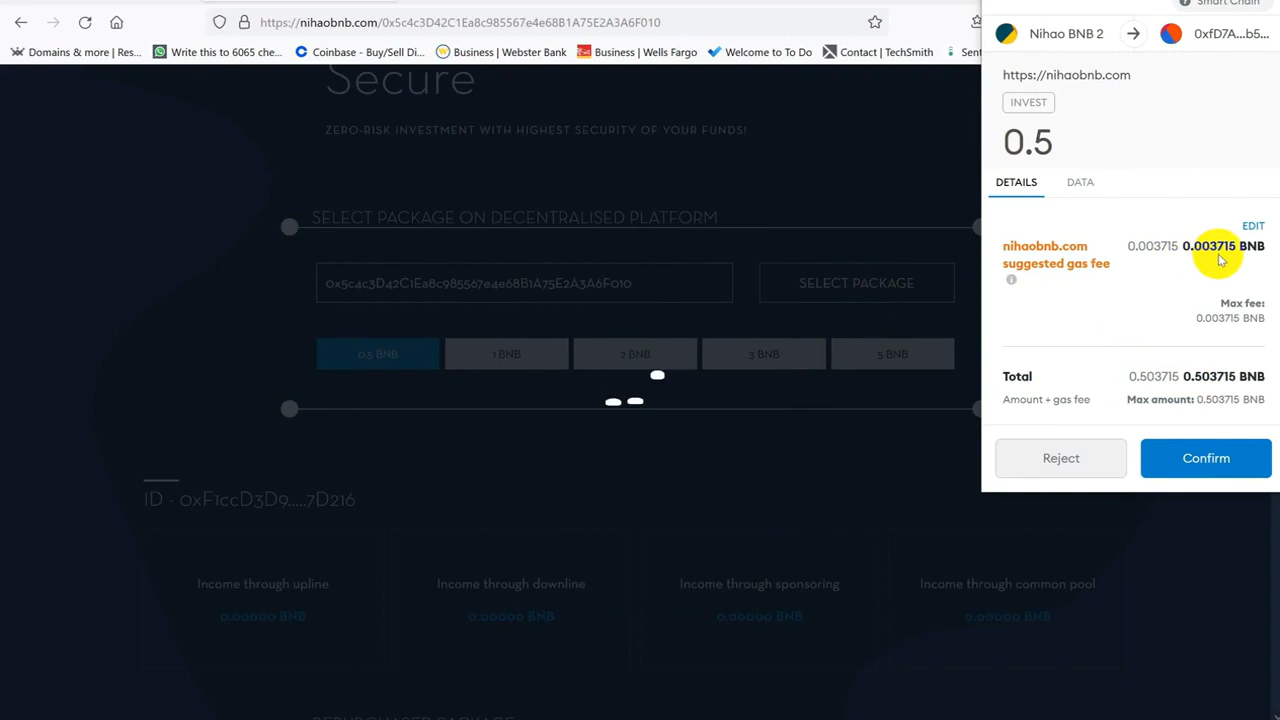 Smart Chain
https://nihaobnb.com/0x5c4c3D42C1Ea8c985567e4e68B1A75E2A3A6F010
Domains & more | Res...
Write this to 6065 che...
Coinbase - Buy/Sell Di...
Business | Webster Bank
Business | Wells Fargo
Welcome to To Do
Contact | TechSmith
Sent
Nihao BNB 2
0xfD7A...b5...
https://nihaobnb.com
INVEST
0.5
DETAILS
DATA
EDIT
nihaobnb.com
suggested gas fee
0.003715 0.003715 BNB
Max fee:
0.003715 BNB
Total
0.503715 0.503715 BNB
Amount + gas fee
Max amount: 0.503715 BNB
Reject
Confirm
Secure
ZERO-RISK INVESTMENT WITH HIGHEST SECURITY OF YOUR FUNDS!
SELECT PACKAGE ON DECENTRALISED PLATFORM
0x5c4c3D42C1Ea8c985567e4e68B1A75E2A3A6F010
SELECT PACKAGE
0.5 BNB
1 BNB
2 BNB
3 BNB
5 BNB
ID - 0xF1ccD3D9.....7D216
Income through upline
Income through downline
Income through sponsoring
Income through common pool
0.00000 BNB
0.00000 BNB
0.00000 BNB
0.00000 BNB
REPURCHASED PACKAGE